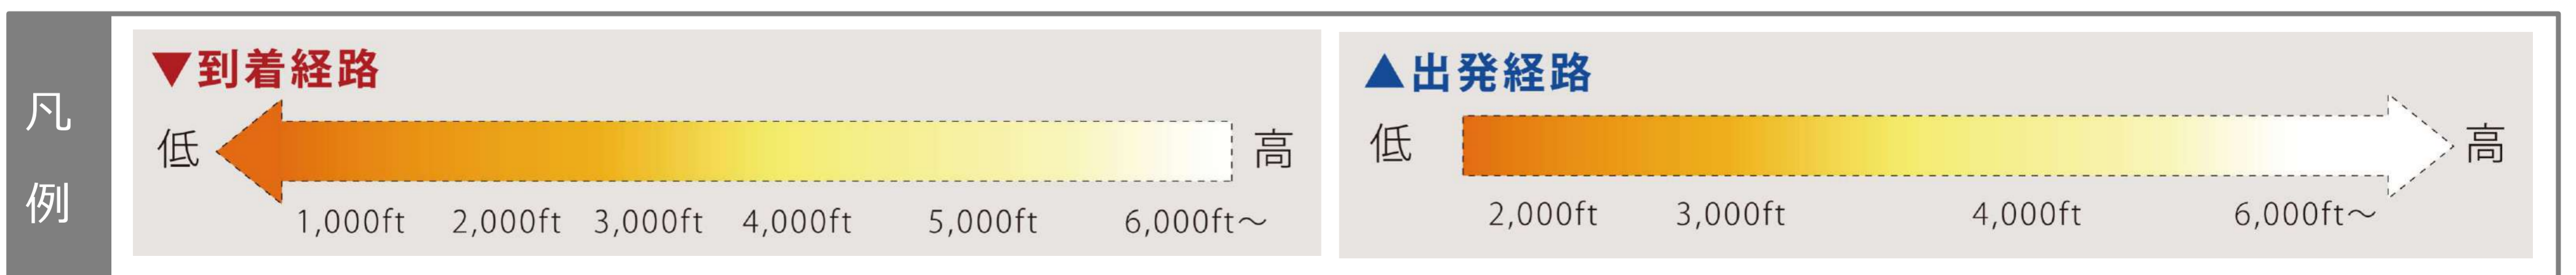 凡例
▼到着経路
低 高
1,000ft 2,000ft 3,000ft 4,000ft 5,000ft 6,000ft～
▲出発経路
低 高
2,000ft 3,000ft 4,000ft 6,000ft～